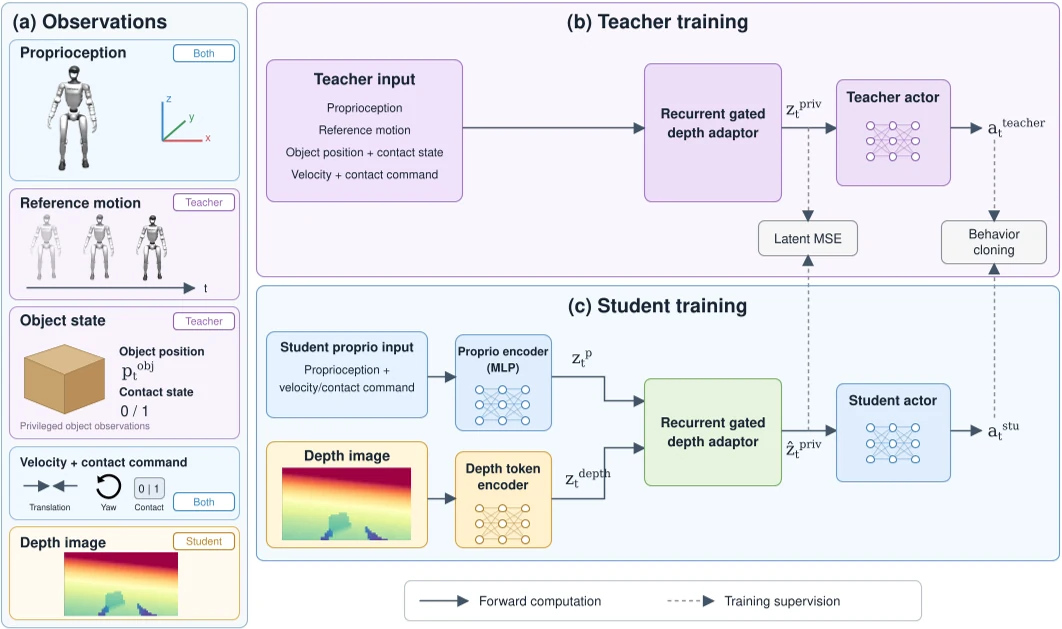 (a) Observations
Proprioception
Both
z
y
x
Reference motion
Teacher
t
Object state
Teacher
Object position
p_t^obj
Contact state
0 / 1
Privileged object observations
Velocity + contact command
0 | 1
Translation
Yaw
Contact
Both
Depth image
Student
(b) Teacher training
Teacher input
Proprioception
Reference motion
Object position + contact state
Velocity + contact command
Recurrent gated
depth adaptor
z_t^priv
Teacher actor
a_t^teacher
Latent MSE
Behavior
cloning
(c) Student training
Student proprio input
Proprioception +
velocity/contact command
Proprio encoder
(MLP)
z_t^p
Depth image
Depth token
encoder
z_t^depth
Recurrent gated
depth adaptor
ẑ_t^priv
Student actor
a_t^stu
Forward computation
Training supervision